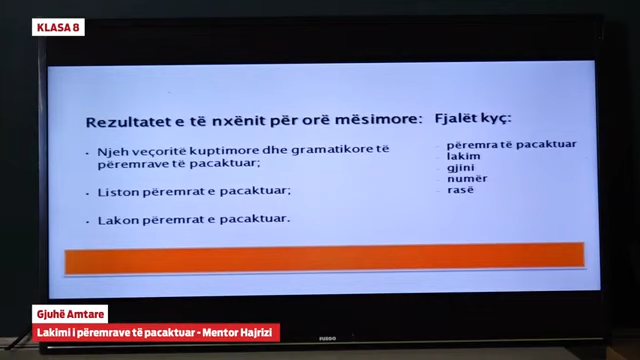 KLASA 8
Rezultatet e të nxënit për orë mësimore:
Njeh veçoritë kuptimore dhe gramatikore të
përemrave të pacaktuar;
Liston përemrat e pacaktuar;
Lakon përemrat e pacaktuar.
Fjalët kyç:
përemra të pacaktuar
lakim
gjini
numër
rasë
Gjuhë Amtare
Lakimi i përemrave të pacaktuar - Mentor Hajrizi
FUEGO